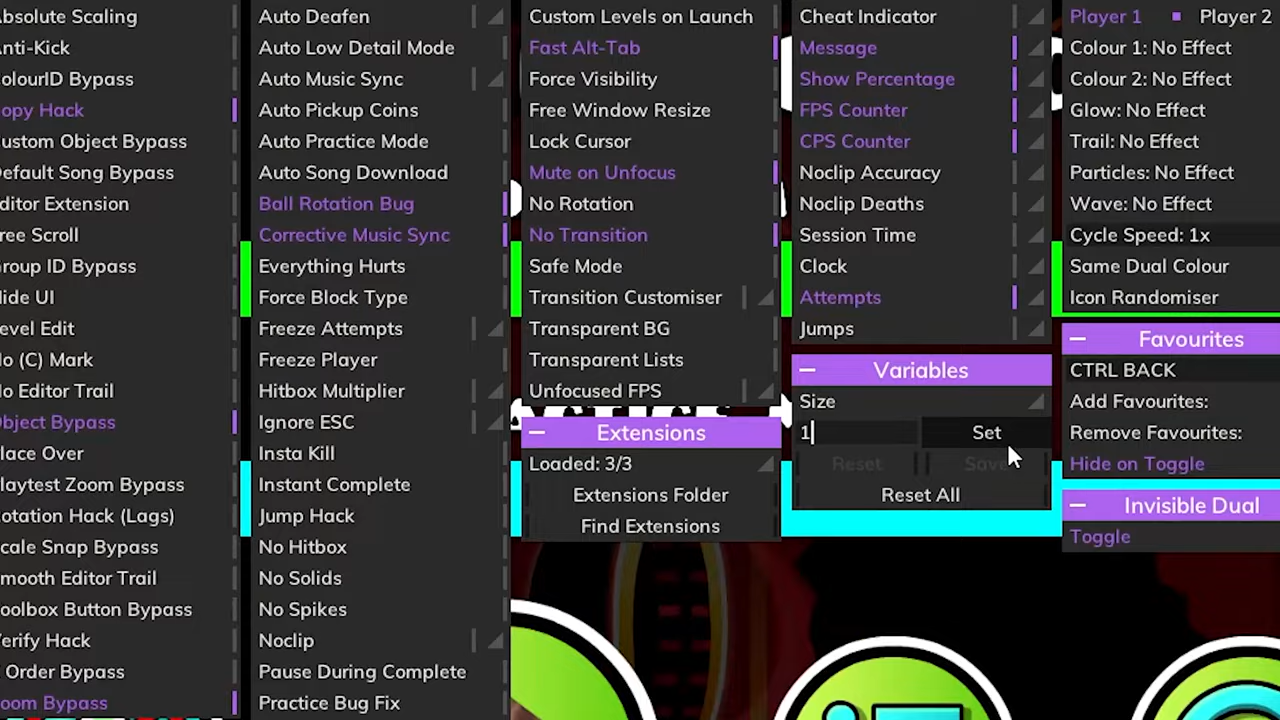 bsolute Scaling
nti-Kick
olourID Bypass
opy Hack
ustom Object Bypass
efault Song Bypass
ditor Extension
ree Scroll
roup ID Bypass
ide UI
evel Edit
o (C) Mark
o Editor Trail
bject Bypass
lace Over
laytest Zoom Bypass
otation Hack (Lags)
cale Snap Bypass
mooth Editor Trail
oolbox Button Bypass
erify Hack
Order Bypass
oom Bypass
Auto Deafen
Auto Low Detail Mode
Auto Music Sync
Auto Pickup Coins
Auto Practice Mode
Auto Song Download
Ball Rotation Bug
Corrective Music Sync
Everything Hurts
Force Block Type
Freeze Attempts
Freeze Player
Hitbox Multiplier
Ignore ESC
Insta Kill
Instant Complete
Jump Hack
No Hitbox
No Solids
No Spikes
Noclip
Pause During Complete
Practice Bug Fix
Custom Levels on Launch
Fast Alt-Tab
Force Visibility
Free Window Resize
Lock Cursor
Mute on Unfocus
No Rotation
No Transition
Safe Mode
Transition Customiser
Transparent BG
Transparent Lists
Unfocused FPS
Extensions
Loaded: 3/3
Extensions Folder
Find Extensions
Cheat Indicator
Message
Show Percentage
FPS Counter
CPS Counter
Noclip Accuracy
Noclip Deaths
Session Time
Clock
Attempts
Jumps
Variables
Size
1 Set
Reset Save
Reset All
Player 1 Player 2
Colour 1: No Effect
Colour 2: No Effect
Glow: No Effect
Trail: No Effect
Particles: No Effect
Wave: No Effect
Cycle Speed: 1x
Same Dual Colour
Icon Randomiser
Favourites
CTRL BACK
Add Favourites:
Remove Favourites:
Hide on Toggle
Invisible Dual
Toggle